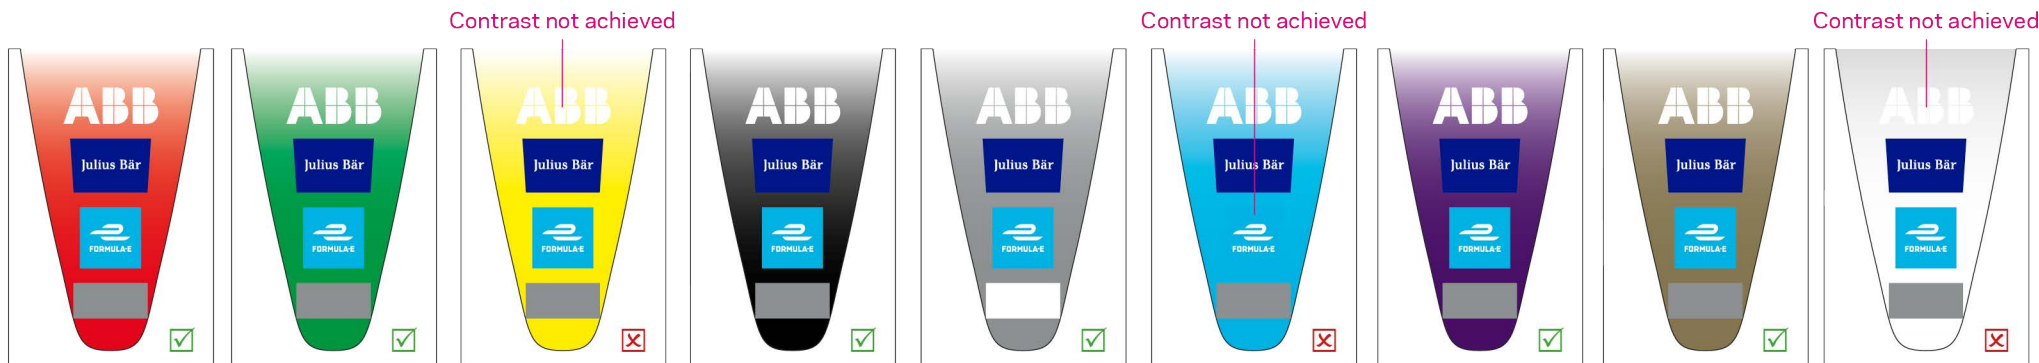 Contrast not achieved Contrast not achieved Contrast not achieved
ABB ABB ABB ABB ABB ABB ABB ABB ABB
Julius Bär Julius Bär Julius Bär Julius Bär Julius Bär Julius Bär Julius Bär Julius Bär Julius Bär
FORMULA-E FORMULA-E FORMULA-E FORMULA-E FORMULA-E FORMULA-E FORMULA-E FORMULA-E FORMULA-E